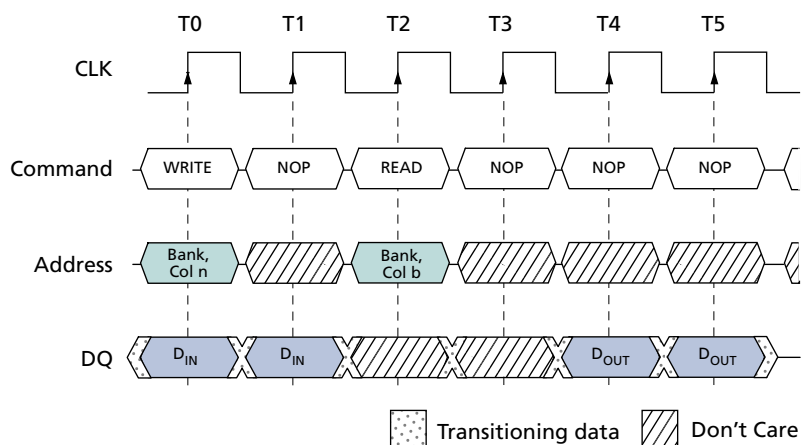 T0 T1 T2 T3 T4 T5
CLK
Command WRITE NOP READ NOP NOP NOP
Address Bank, Col n Bank, Col b
DQ DIN DIN DOUT DOUT
Transitioning data Don't Care